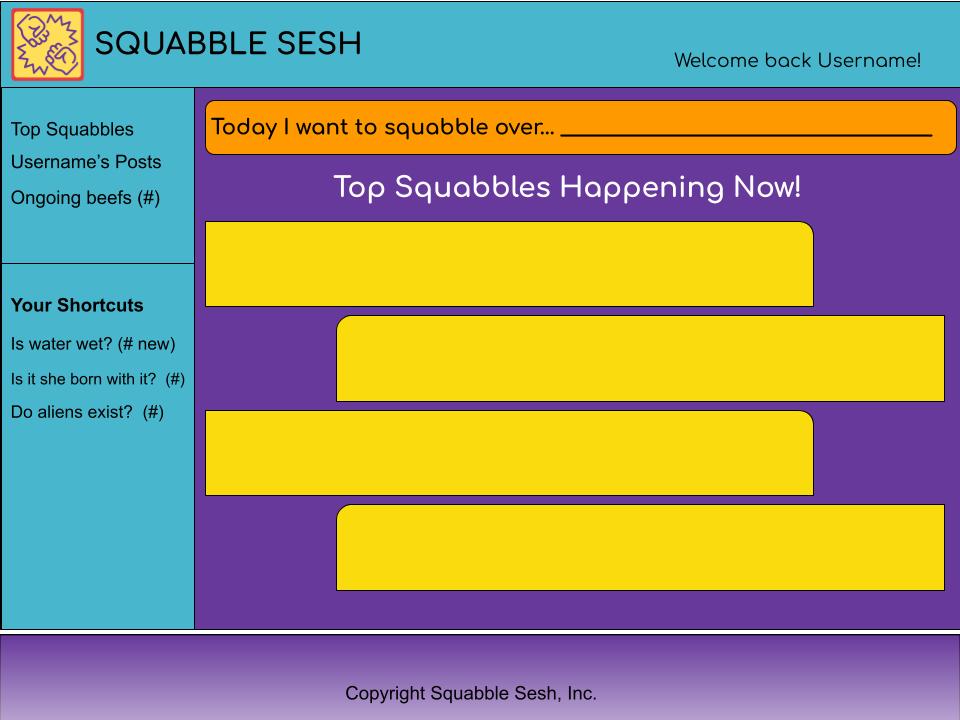 SQUABBLE SESH
Welcome back Username!
Top Squabbles
Username's Posts
Ongoing beefs (#)
Your Shortcuts
Is water wet? (# new)
Is it she born with it?  (#)
Do aliens exist?  (#)
Today I want to squabble over... ________________________________
Top Squabbles Happening Now!
Copyright Squabble Sesh, Inc.